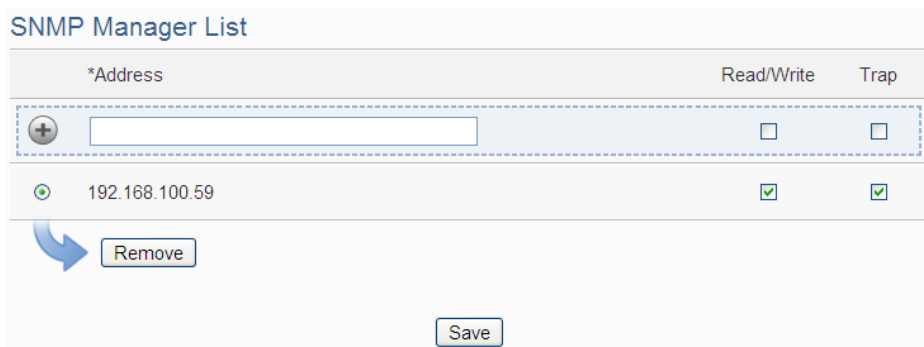 SNMP Manager List
*Address Read/Write Trap
192.168.100.59
Remove
Save